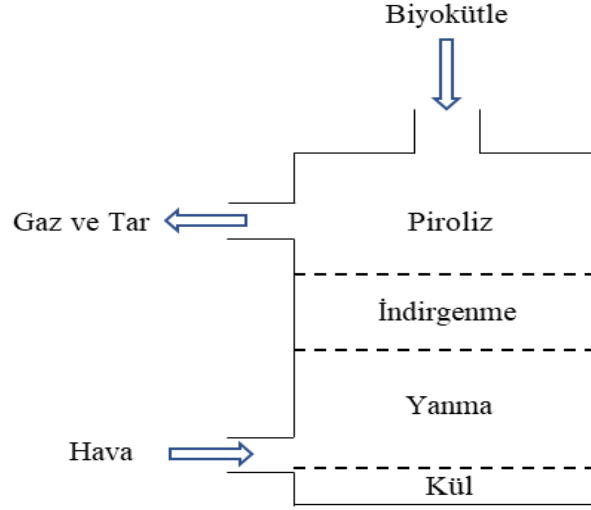 Biyokütle
Gaz ve Tar
Piroliz
İndirgenme
Yanma
Hava
Kül